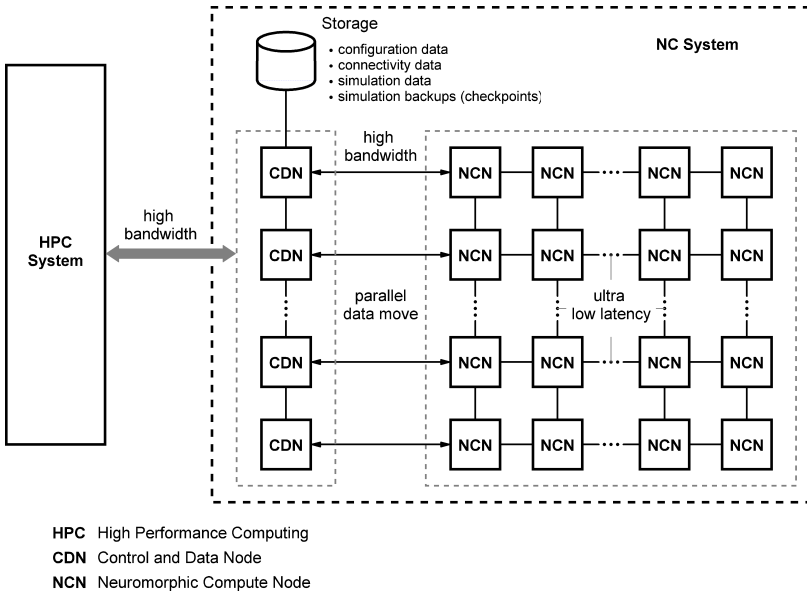 Storage
• configuration data
• connectivity data
• simulation data
• simulation backups (checkpoints)
NC System
HPC
System
high
bandwidth
high
bandwidth
CDN
NCN
NCN
NCN
NCN
CDN
NCN
NCN
NCN
NCN
parallel
data move
ultra
low latency
CDN
NCN
NCN
NCN
NCN
CDN
NCN
NCN
NCN
NCN
HPC High Performance Computing
CDN Control and Data Node
NCN Neuromorphic Compute Node